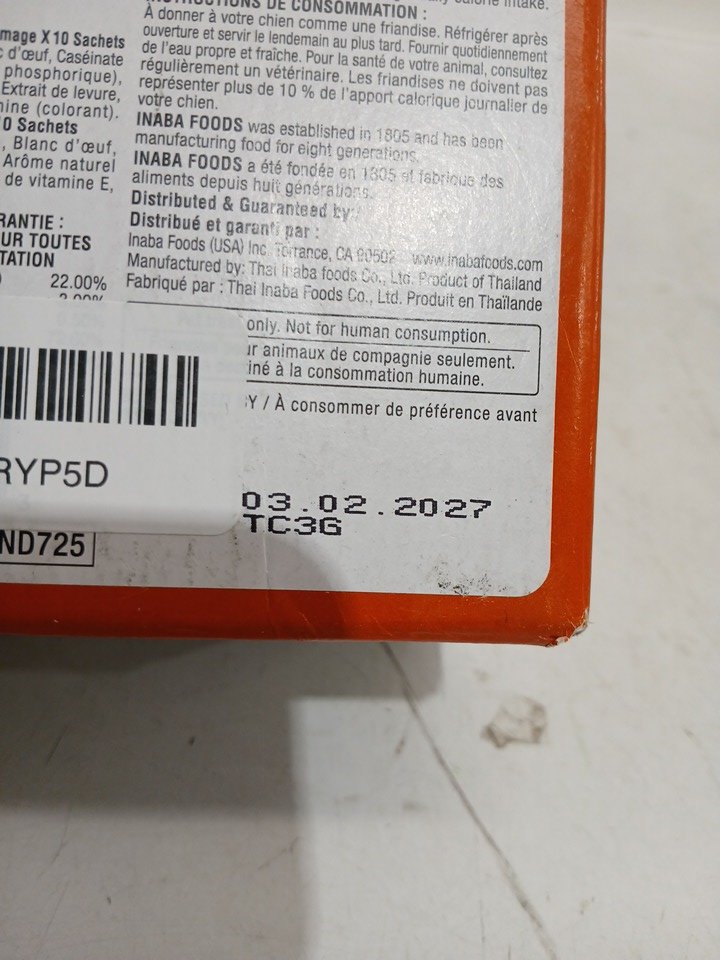 ly calorie intake.
INSTRUCTIONS DE CONSOMMATION :
À donner à votre chien comme une friandise. Réfrigérer après
ouverture et servir le lendemain au plus tard. Fournir quotidiennement
de l'eau propre et fraîche. Pour la santé de votre animal, consultez
régulièrement un vétérinaire. Les friandises ne doivent pas
représenter plus de 10 % de l'apport calorique journalier de
votre chien.
INABA FOODS was established in 1805 and has been
manufacturing food for eight generations.
INABA FOODS a été fondée en 1805 et fabrique des
aliments depuis huit générations.
Distributed & Guaranteed by:
Distribué et garanti par :
Inaba Foods (USA) Inc. Torrance, CA 90502 www.inabafoods.com
Manufactured by: Thai Inaba foods Co., Ltd. Product of Thailand
Fabriqué par : Thai Inaba Foods Co., Ltd. Produit en Thaïlande
only. Not for human consumption.
ur animaux de compagnie seulement.
iné à la consommation humaine.
Y / À consommer de préférence avant
03.02.2027
TC3G
mage X 10 Sachets
c d'œuf, Caséinate
phosphorique),
Extrait de levure,
nine (colorant).
0 Sachets
, Blanc d'œuf,
Arôme naturel
de vitamine E,
RANTIE :
UR TOUTES
TATION
22.00%
RYP5D
ND725